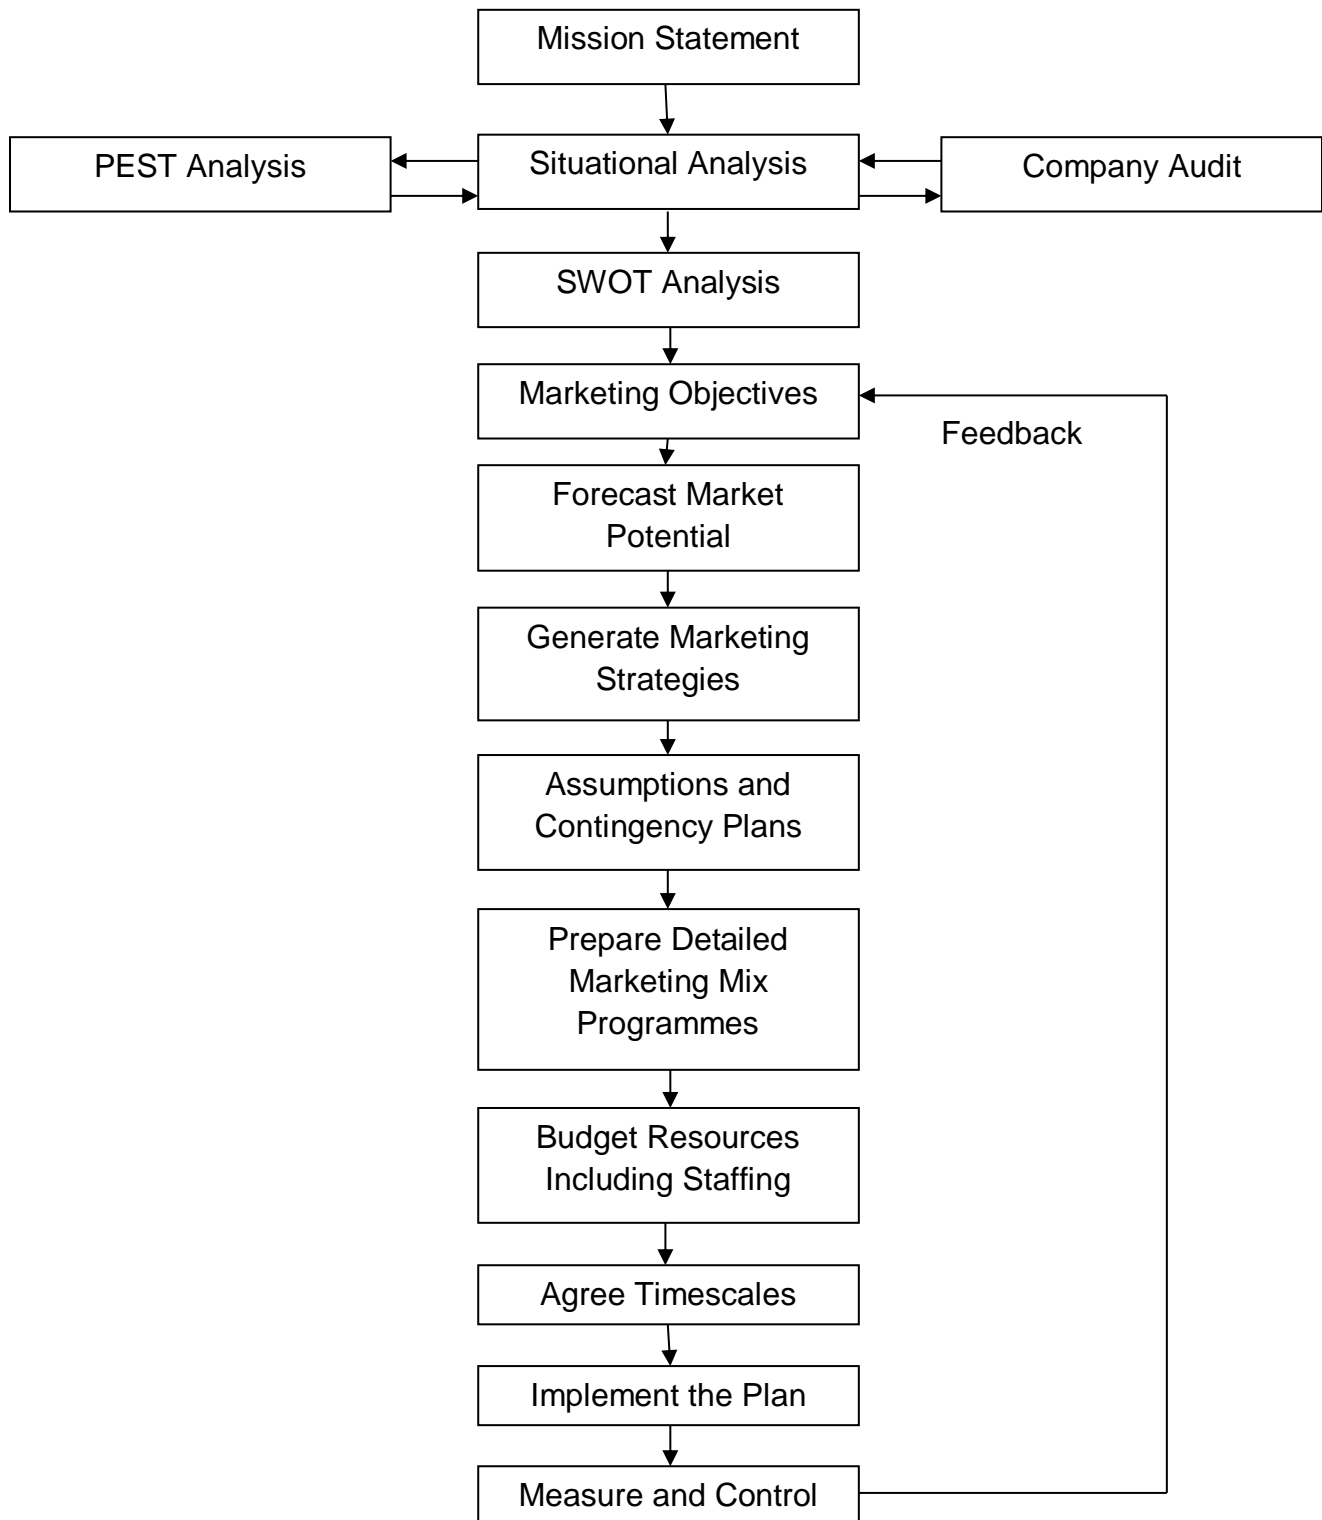 Mission Statement
PEST Analysis
Situational Analysis
Company Audit
SWOT Analysis
Marketing Objectives
Feedback
Forecast Market
Potential
Generate Marketing
Strategies
Assumptions and
Contingency Plans
Prepare Detailed
Marketing Mix
Programmes
Budget Resources
Including Staffing
Agree Timescales
Implement the Plan
Measure and Control